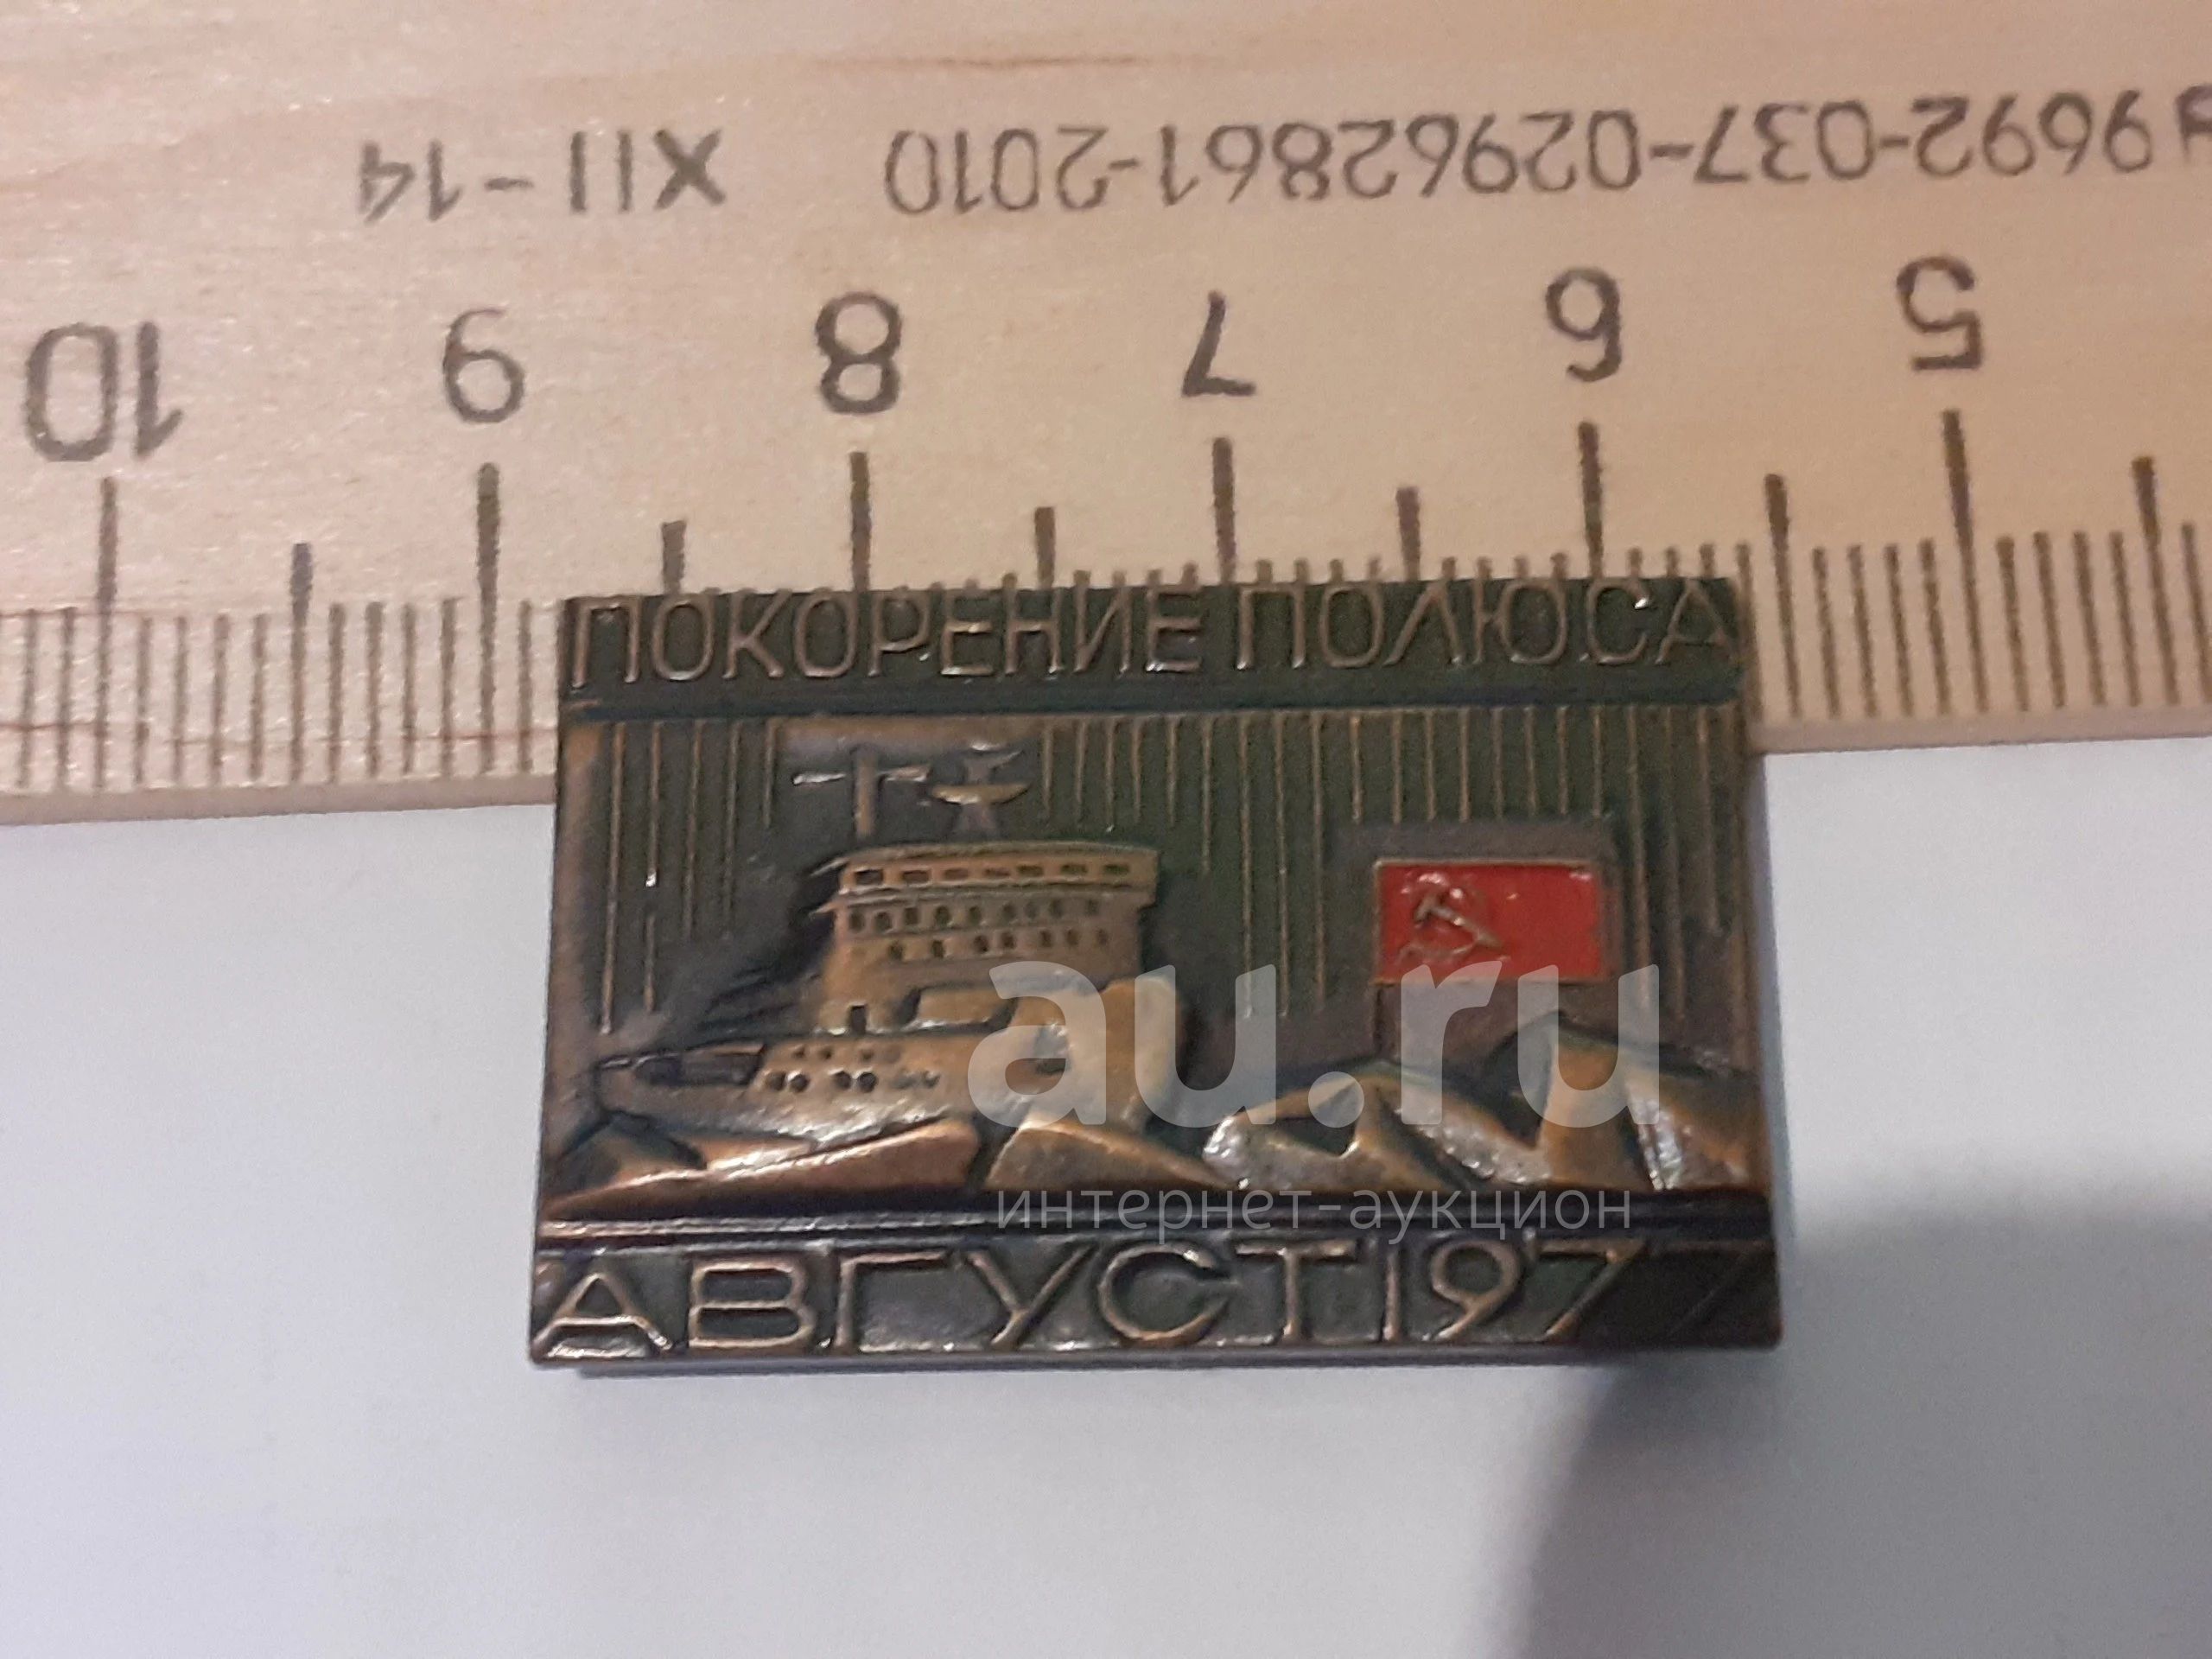 9692-037-02962861-2010 XII-14
10 9 8 7 6 5
ПОКОРЕНИЕ ПОЛЮСА
au.ru
интернет-аукцион
АВГУСТ 1977